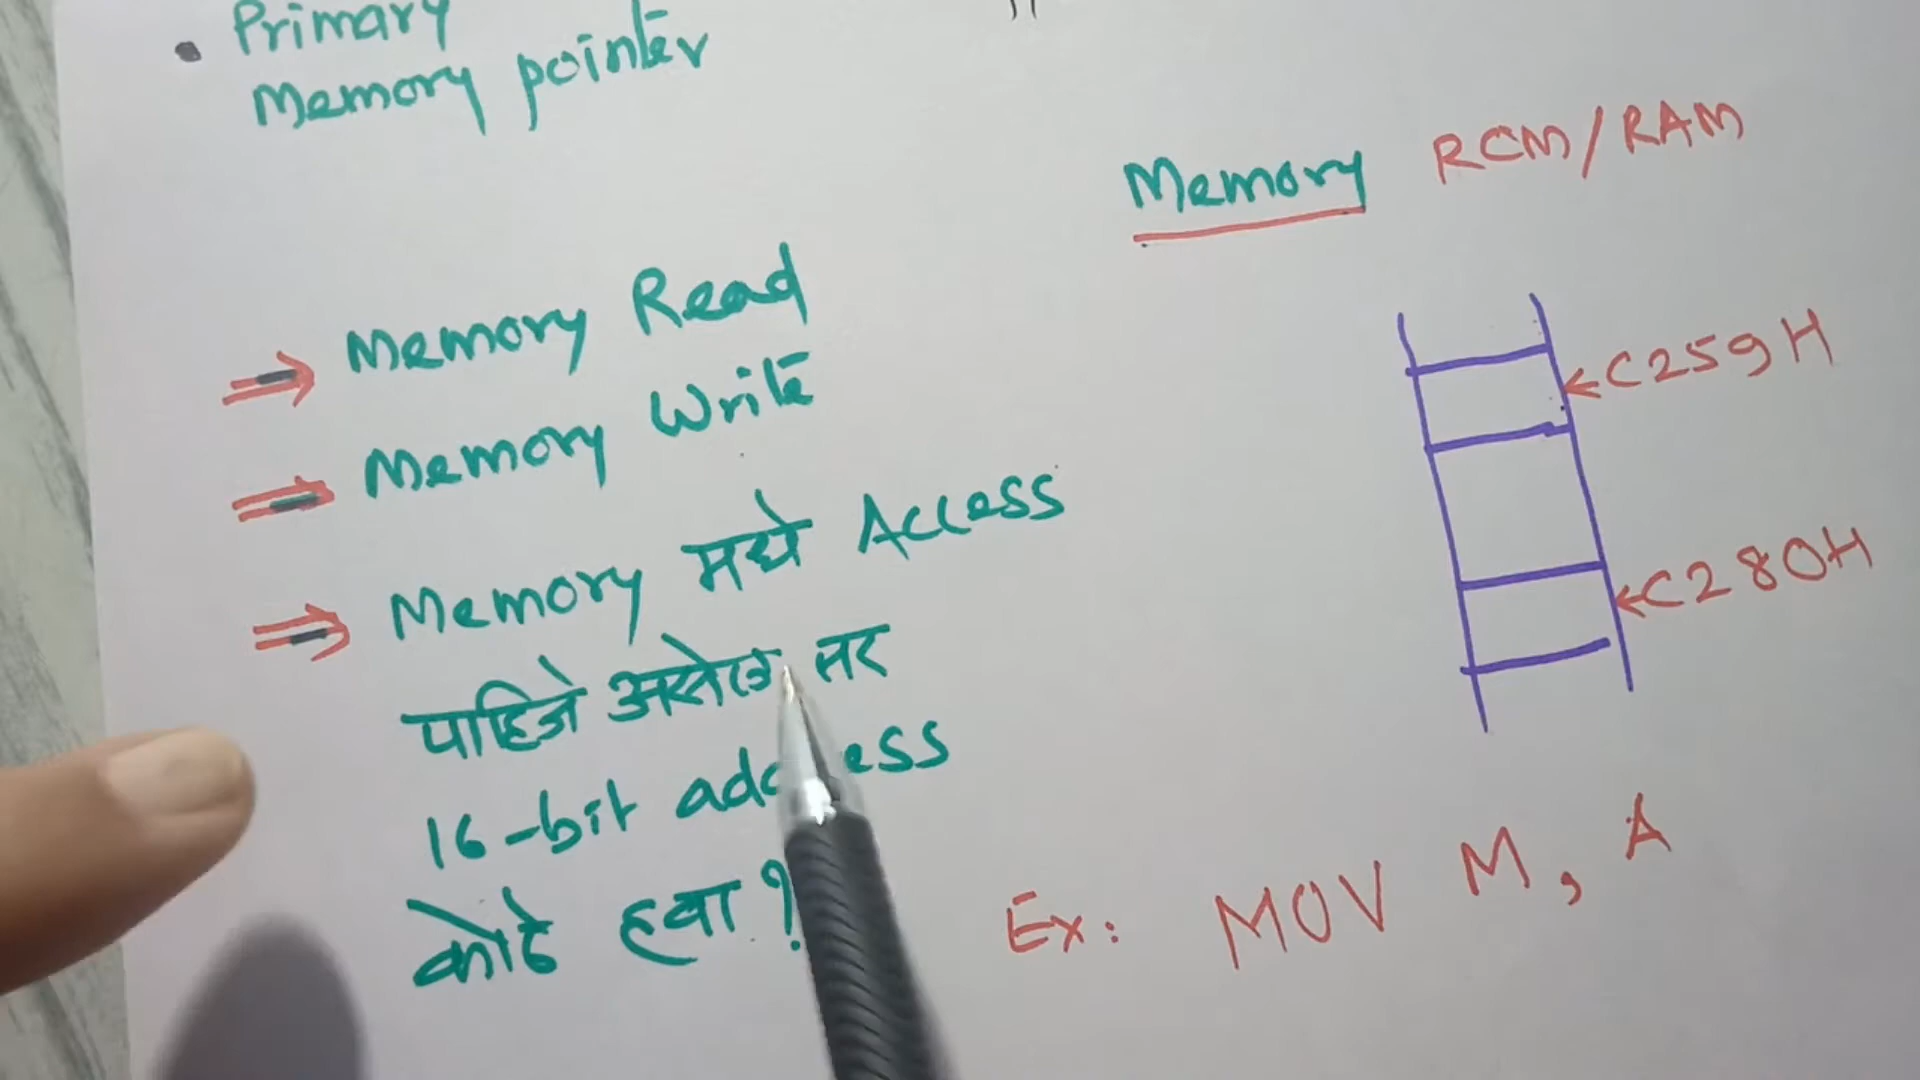 • Primary
Memory pointer
Memory RCM/RAM
⇒ Memory Read
⇒ Memory Write
⇒ Memory मध्ये Access
पाहिजे असेल तर
16-bit address
कोठे हवा ?
←C259H
←C280H
Ex: MOV M, A